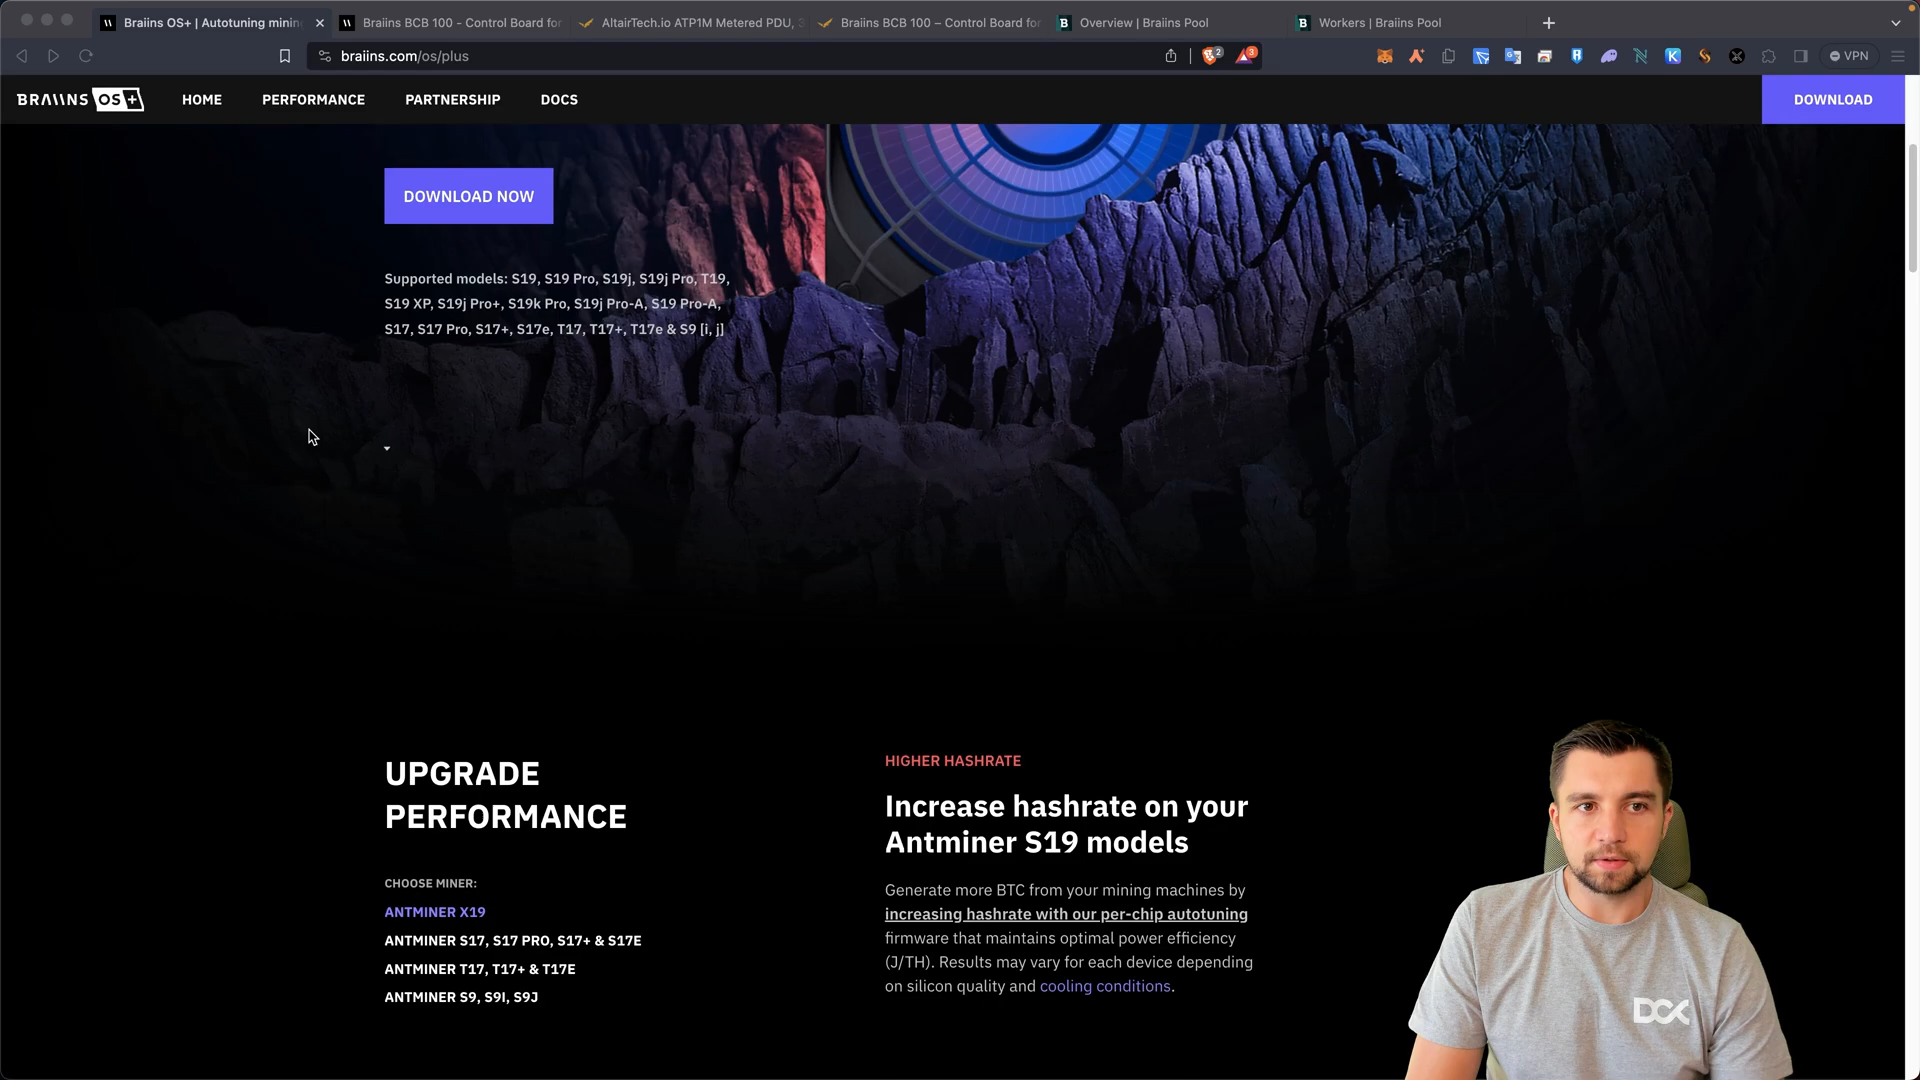 Braiins OS+ | Autotuning minin
Braiins BCB 100 - Control Board for
AltairTech.io ATP1M Metered PDU, 3
Braiins BCB 100 – Control Board for
B Overview | Braiins Pool
B Workers | Braiins Pool
braiins.com/os/plus
2
3
VPN
BRAIINS OS+
HOME
PERFORMANCE
PARTNERSHIP
DOCS
DOWNLOAD
DOWNLOAD NOW
Supported models: S19, S19 Pro, S19j, S19j Pro, T19,
S19 XP, S19j Pro+, S19k Pro, S19j Pro-A, S19 Pro-A,
S17, S17 Pro, S17+, S17e, T17, T17+, T17e & S9 [i, j]
UPGRADE
PERFORMANCE
CHOOSE MINER:
ANTMINER X19
ANTMINER S17, S17 PRO, S17+ & S17E
ANTMINER T17, T17+ & T17E
ANTMINER S9, S9I, S9J
HIGHER HASHRATE
Increase hashrate on your
Antminer S19 models
Generate more BTC from your mining machines by
increasing hashrate with our per-chip autotuning
firmware that maintains optimal power efficiency
(J/TH). Results may vary for each device depending
on silicon quality and cooling conditions.
DCX